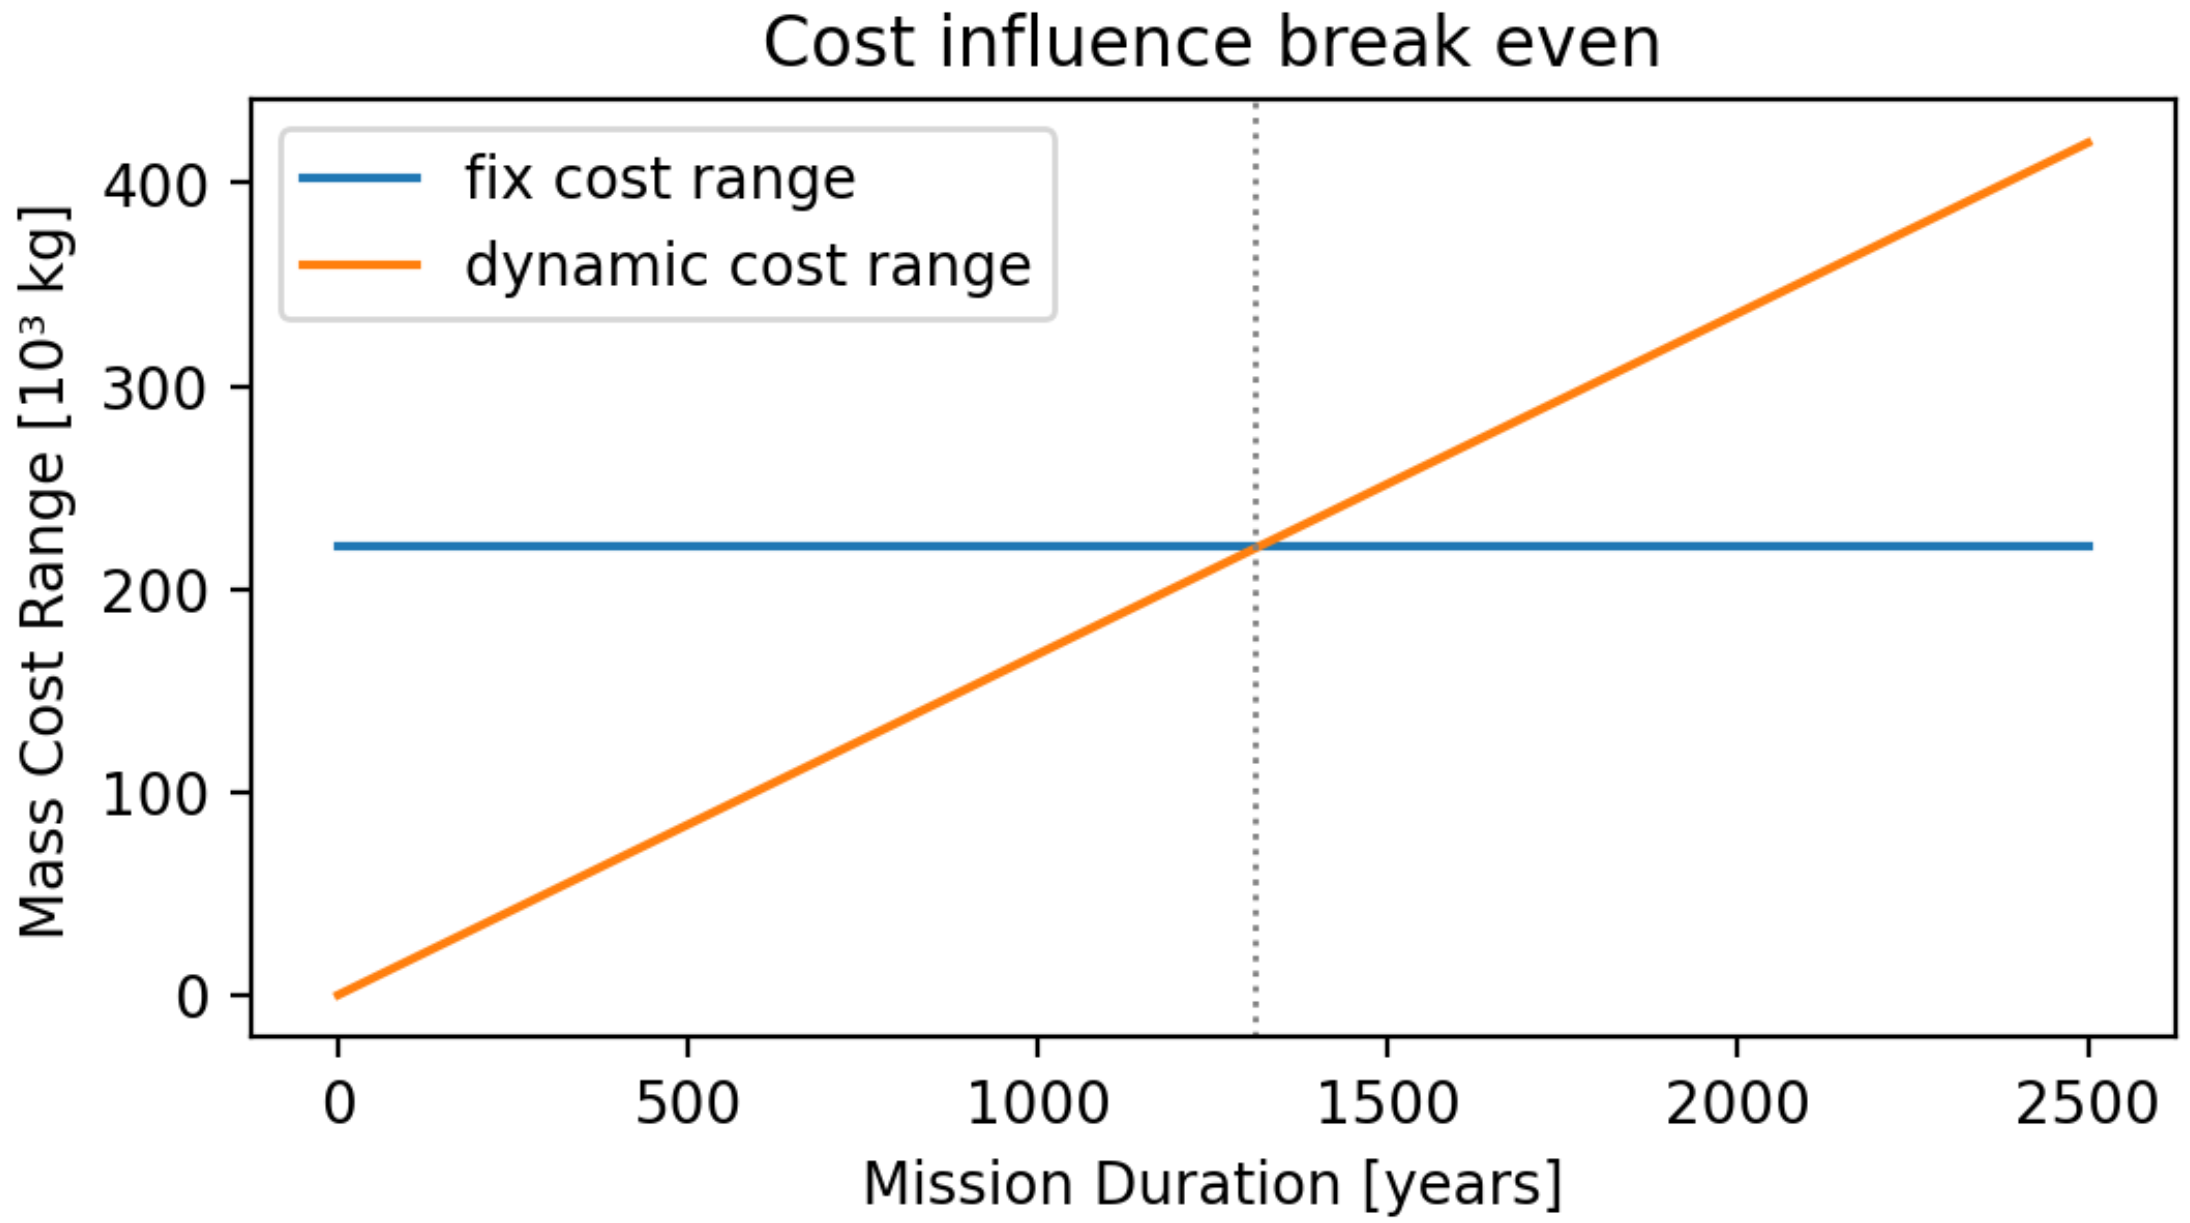 Cost influence break even
fix cost range
dynamic cost range
Mass Cost Range [10³ kg]
400
300
200
100
0
0 500 1000 1500 2000 2500
Mission Duration [years]